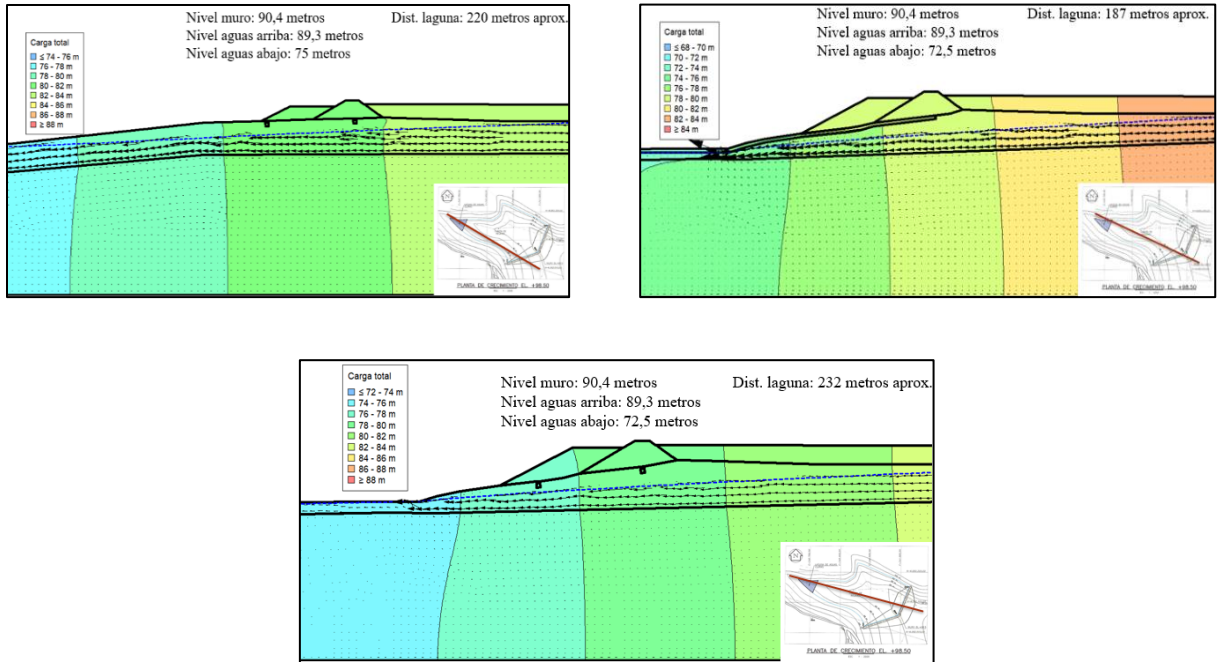 Nivel muro: 90,4 metros
Dist. laguna: 220 metros aprox.
Nivel aguas arriba: 89,3 metros
Nivel aguas abajo: 75 metros
Carga total
≤ 74 - 76 m
76 - 78 m
78 - 80 m
80 - 82 m
82 - 84 m
84 - 86 m
86 - 88 m
≥ 88 m
PLANTA DE CRECIMIENTO EL. +98.50
Nivel muro: 90,4 metros
Dist. laguna: 187 metros aprox.
Nivel aguas arriba: 89,3 metros
Nivel aguas abajo: 72,5 metros
Carga total
≤ 68 - 70 m
70 - 72 m
72 - 74 m
74 - 76 m
76 - 78 m
78 - 80 m
80 - 82 m
82 - 84 m
≥ 84 m
PLANTA DE CRECIMIENTO EL. +98.50
Nivel muro: 90,4 metros
Dist. laguna: 232 metros aprox.
Nivel aguas arriba: 89,3 metros
Nivel aguas abajo: 72,5 metros
Carga total
≤ 72 - 74 m
74 - 76 m
76 - 78 m
78 - 80 m
80 - 82 m
82 - 84 m
84 - 86 m
86 - 88 m
≥ 88 m
PLANTA DE CRECIMIENTO EL. +98.50